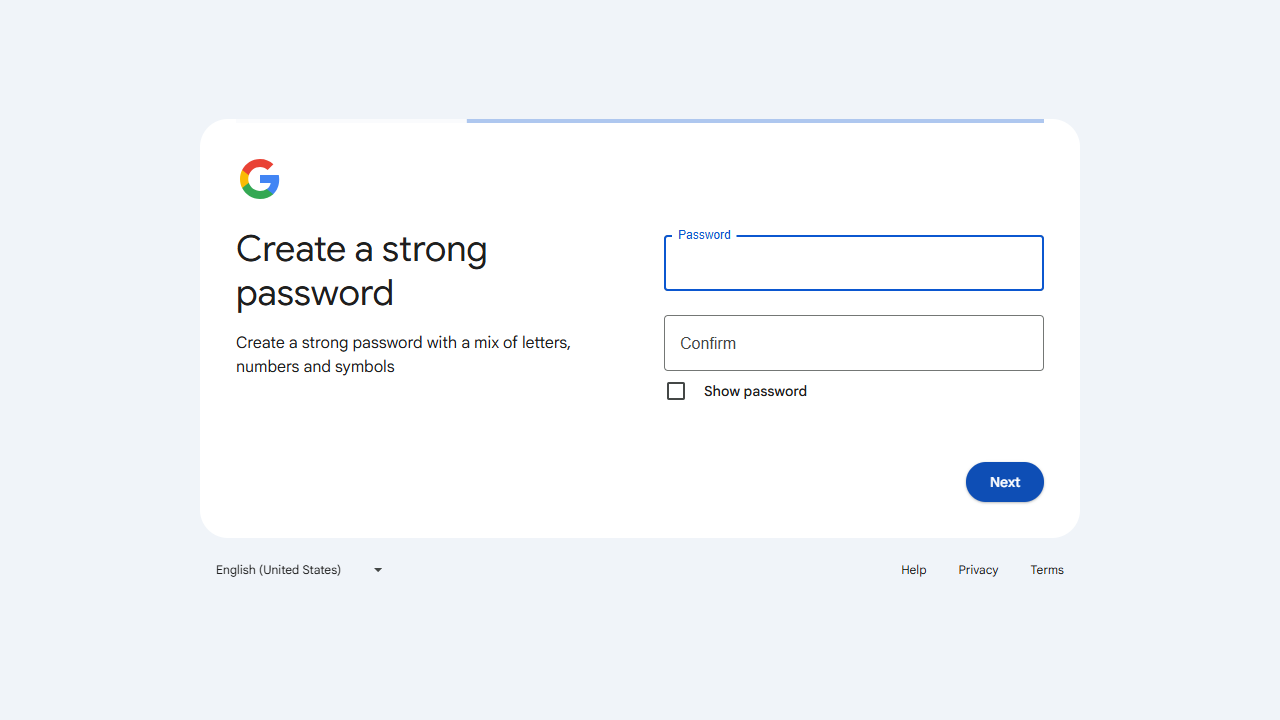 Create a strong
password
Create a strong password with a mix of letters,
numbers and symbols
Password
Confirm
Show password
Next
English (United States)
Help
Privacy
Terms